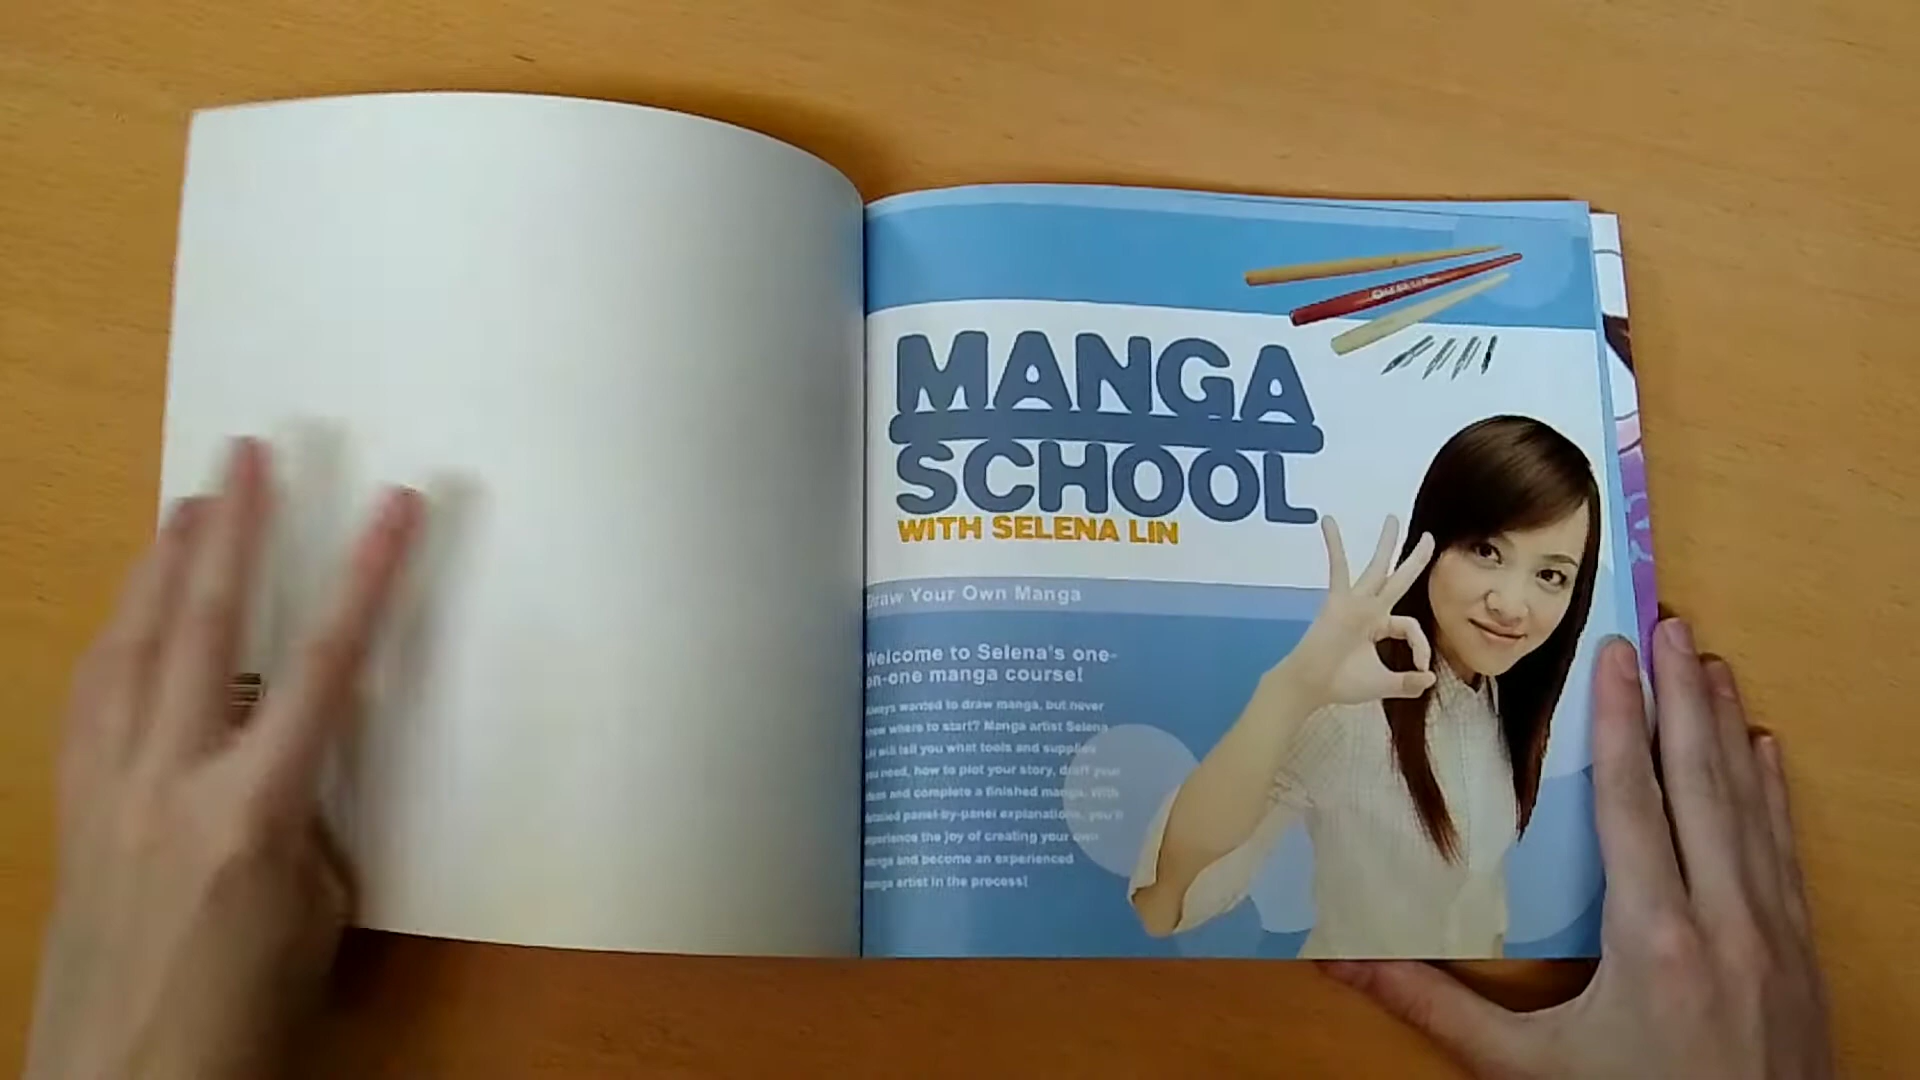 MANGA
SCHOOL
WITH SELENA LIN
Draw Your Own Manga
Welcome to Selena's one-
on-one manga course!
Always wanted to draw manga, but never
knew where to start? Manga artist Selena
Lin will tell you what tools and supplies
you need, how to plot your story, draft your
ideas and complete a finished manga. With
detailed panel-by-panel explanations, you'll
experience the joy of creating your own
manga and become an experienced
manga artist in the process!